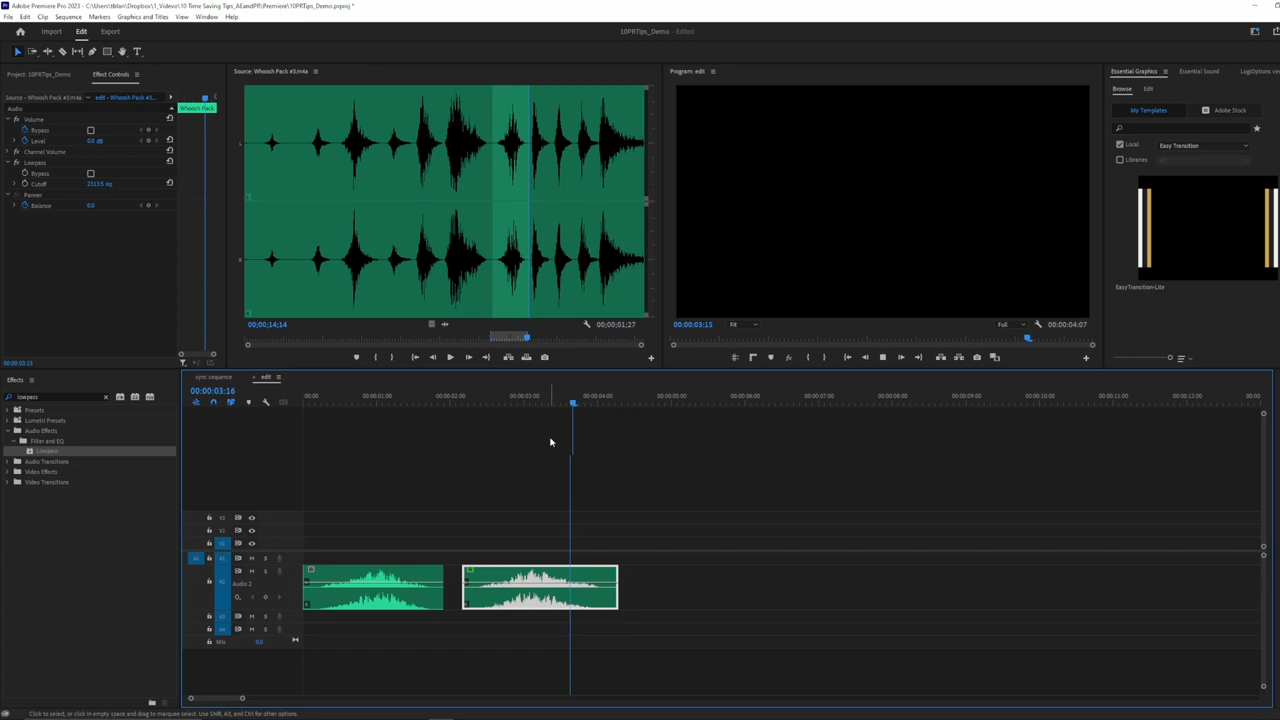 Adobe Premiere Pro 2023 - C:\Users\tblan\Dropbox\1_Videvo\10 Time Saving Tips_AEandPR\Premiere\10PRTips_Demo.prproj *
File Edit Clip Sequence Markers Graphics and Titles View Window Help
Import Edit Export
10PRTips_Demo - Edited
Project: 10PRTips_Demo Effect Controls
Source: Whoosh Pack #3.m4a
Program: edit
Essential Graphics Essential Sound LogiOptions
Source - Whoosh Pack #3.m4a edit - Whoosh Pack #3...
Whoosh Pack
Audio
fx Volume
Bypass
Level 0.0 dB
fx Channel Volume
fx Lowpass
Bypass
Cutoff 2313.5 Hz
Panner
Balance 0.0
L
R
Browse Edit
My Templates Adobe Stock
Local Easy Transition
Libraries All
EasyTransition-Lite
00;00;14;14
00;00;01;27
00:00:03:15 Fit
Full 00:00:04:07
00:00:03:15
Effects
lowpass
Presets
Lumetri Presets
Audio Effects
Filter and EQ
Lowpass
Audio Transitions
Video Effects
Video Transitions
sync sequence edit
00:00:03:16
:00:00 00:00:01:00 00:00:02:00 00:00:03:00 00:00:04:00 00:00:05:00 00:00:06:00 00:00:07:00 00:00:08:00 00:00:09:00 00:00:10:00 00:00:11:00 00:00:12:00 00:00
V3
V2
V1
A1 A1 M S
A2 M S
Audio 2
A3 M S
A4 M S
Mix 0.0
Click to select, or click in empty space and drag to marquee select. Use Shift, Alt, and Ctrl for other options.